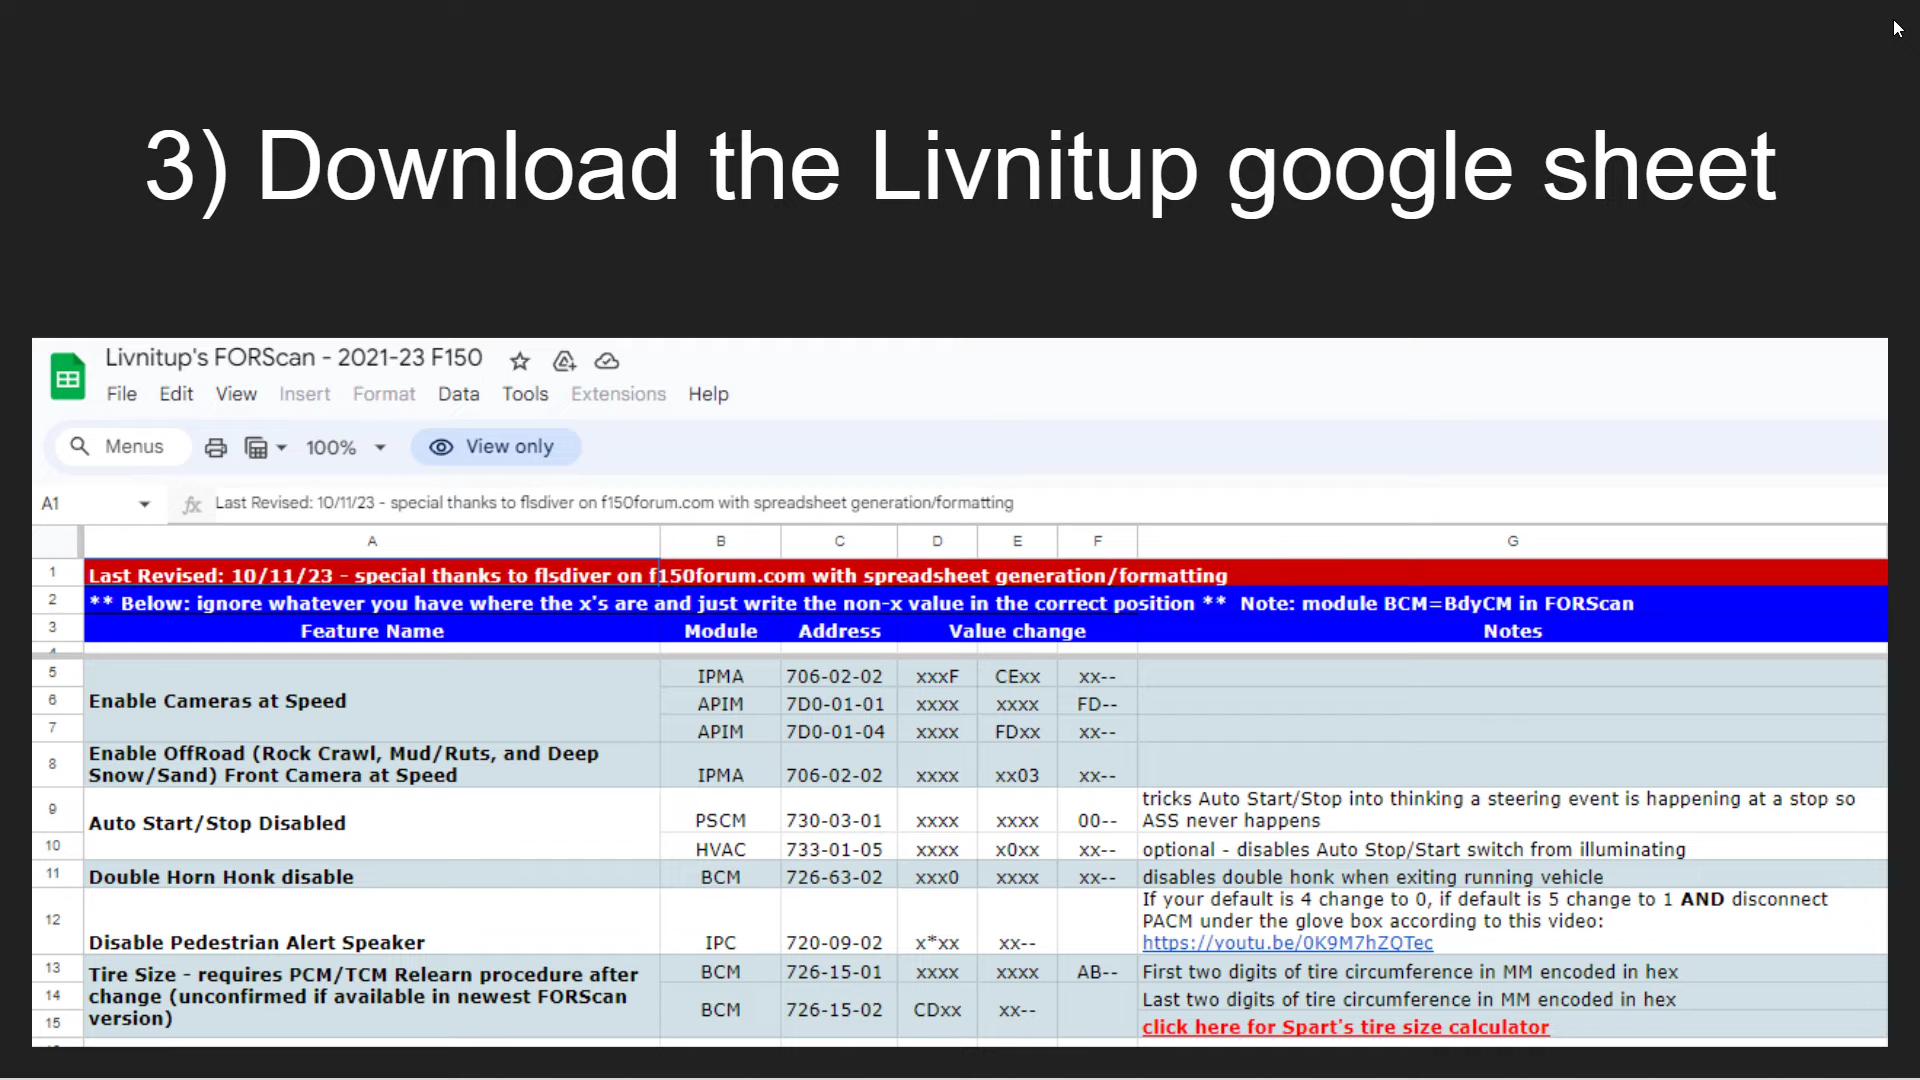 3) Download the Livnitup google sheet
Livnitup's FORScan - 2021-23 F150
File Edit View Insert Format Data Tools Extensions Help
Menus 100% View only
A1 fx Last Revised: 10/11/23 - special thanks to flsdiver on f150forum.com with spreadsheet generation/formatting
A B C D E F G
1 Last Revised: 10/11/23 - special thanks to flsdiver on f150forum.com with spreadsheet generation/formatting
2 ** Below: ignore whatever you have where the x's are and just write the non-x value in the correct position ** Note: module BCM=BdyCM in FORScan
3 Feature Name Module Address Value change Notes
5 IPMA 706-02-02 xxxF CExx xx--
6 Enable Cameras at Speed APIM 7D0-01-01 xxxx xxxx FD--
7 APIM 7D0-01-04 xxxx FDxx xx--
Enable OffRoad (Rock Crawl, Mud/Ruts, and Deep
8 Snow/Sand) Front Camera at Speed IPMA 706-02-02 xxxx xx03 xx--
tricks Auto Start/Stop into thinking a steering event is happening at a stop so
9 Auto Start/Stop Disabled PSCM 730-03-01 xxxx xxxx 00-- ASS never happens
10 HVAC 733-01-05 xxxx x0xx xx-- optional - disables Auto Stop/Start switch from illuminating
11 Double Horn Honk disable BCM 726-63-02 xxx0 xxxx xx-- disables double honk when exiting running vehicle
If your default is 4 change to 0, if default is 5 change to 1 AND disconnect
12 PACM under the glove box according to this video:
Disable Pedestrian Alert Speaker IPC 720-09-02 x*xx xx-- https://youtu.be/0K9M7hZQTec
13 Tire Size - requires PCM/TCM Relearn procedure after BCM 726-15-01 xxxx xxxx AB-- First two digits of tire circumference in MM encoded in hex
14 change (unconfirmed if available in newest FORScan BCM 726-15-02 CDxx xx-- Last two digits of tire circumference in MM encoded in hex
15 version) click here for Spart's tire size calculator